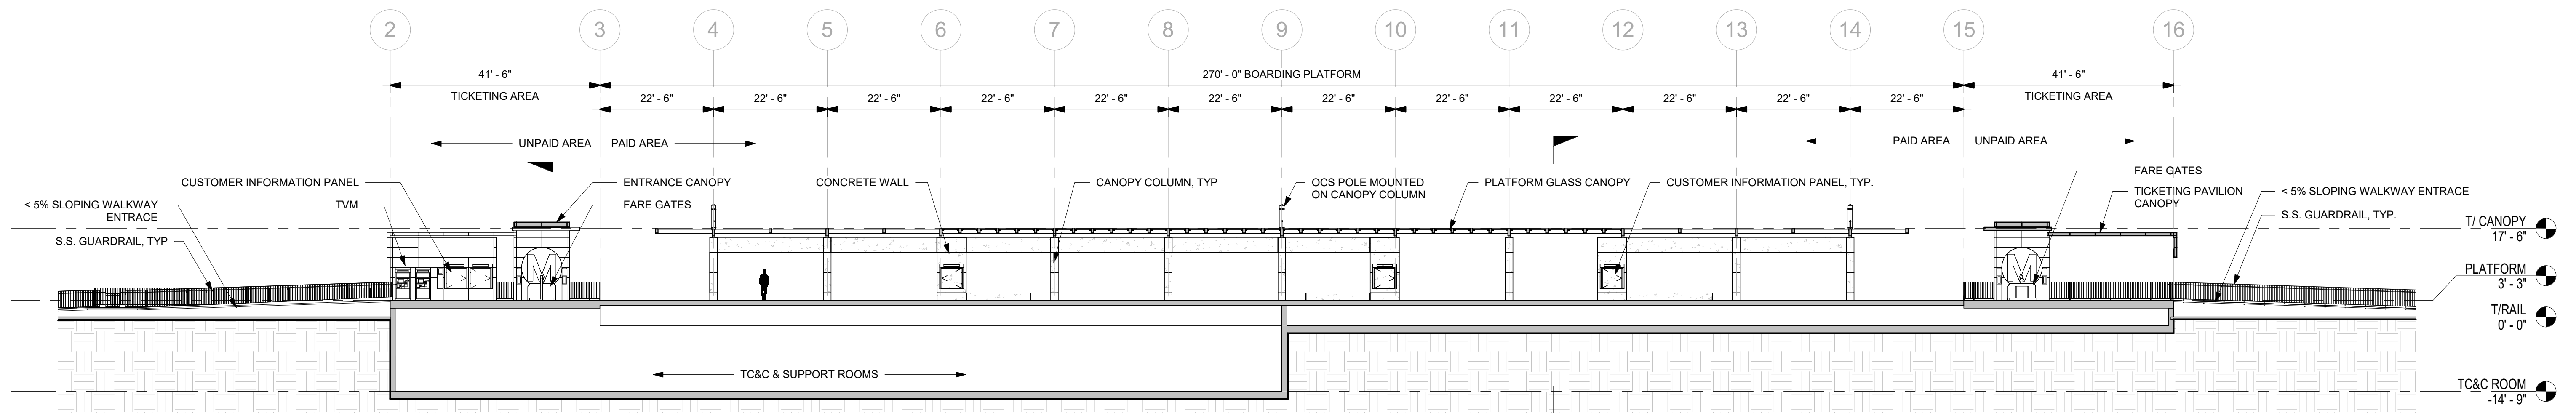 2 3 4 5 6 7 8 9 10 11 12 13 14 15 16
41' - 6" 270' - 0" BOARDING PLATFORM 41' - 6"
TICKETING AREA TICKETING AREA
22' - 6" 22' - 6" 22' - 6" 22' - 6" 22' - 6" 22' - 6" 22' - 6" 22' - 6" 22' - 6" 22' - 6" 22' - 6" 22' - 6"
UNPAID AREA PAID AREA PAID AREA UNPAID AREA
CUSTOMER INFORMATION PANEL
TVM
< 5% SLOPING WALKWAY
ENTRACE
S.S. GUARDRAIL, TYP
ENTRANCE CANOPY
FARE GATES
CONCRETE WALL
CANOPY COLUMN, TYP
OCS POLE MOUNTED
ON CANOPY COLUMN
PLATFORM GLASS CANOPY
CUSTOMER INFORMATION PANEL, TYP.
FARE GATES
TICKETING PAVILION
CANOPY
< 5% SLOPING WALKWAY ENTRACE
S.S. GUARDRAIL, TYP.
T/ CANOPY
17' - 6"
PLATFORM
3' - 3"
T/RAIL
0' - 0"
TC&C ROOM
-14' - 9"
M
M
TC&C & SUPPORT ROOMS